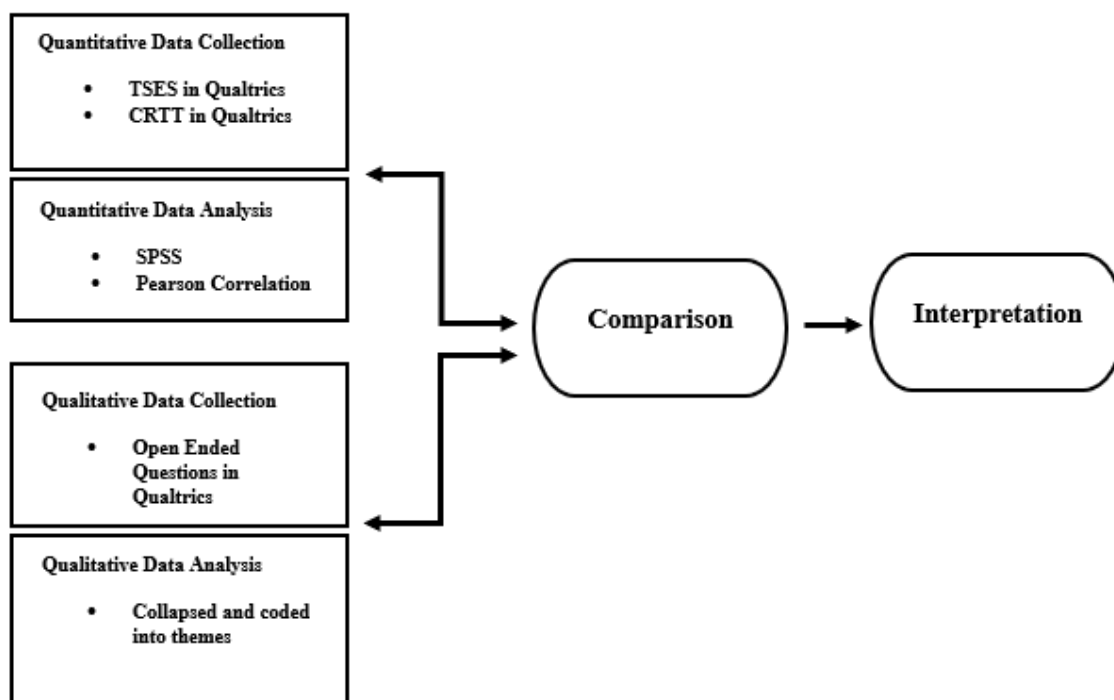 Quantitative Data Collection
• TSES in Qualtrics
• CRTT in Qualtrics
Quantitative Data Analysis
• SPSS
• Pearson Correlation
Qualitative Data Collection
• Open Ended
Questions in
Qualtrics
Qualitative Data Analysis
• Collapsed and coded
into themes
Comparison
Interpretation